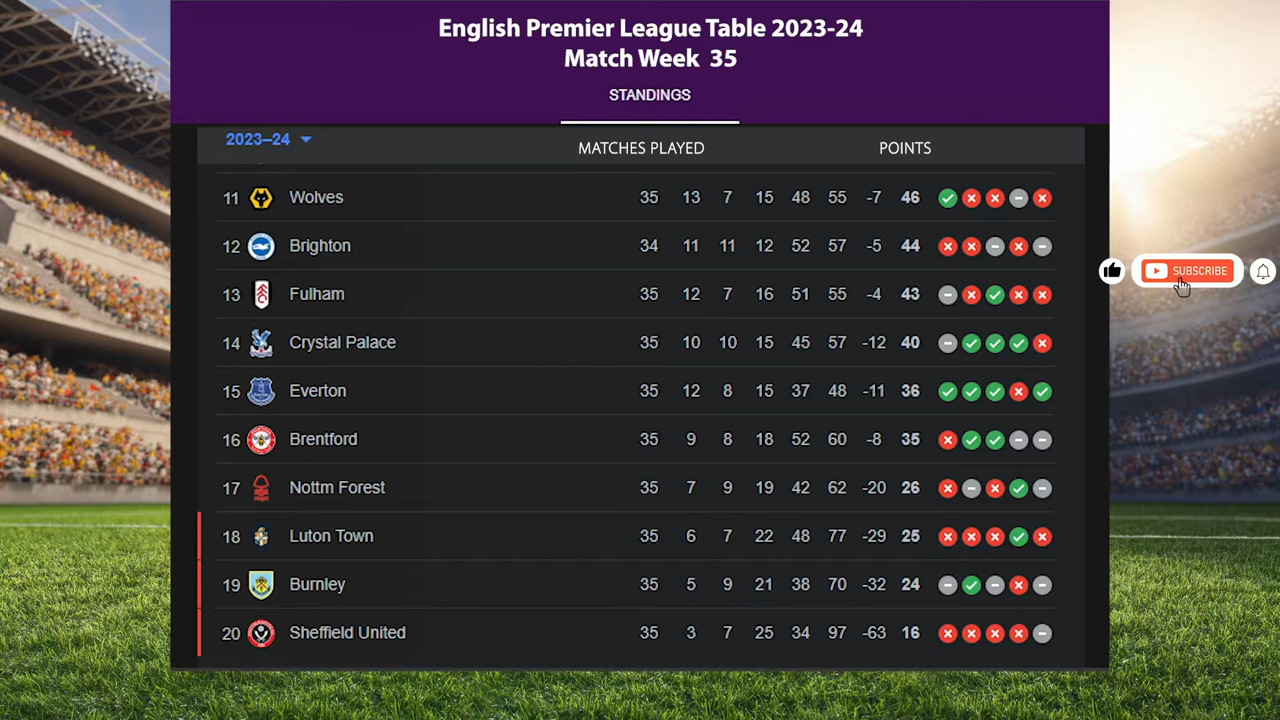 English Premier League Table 2023-24
Match Week 35
STANDINGS
2023–24
MATCHES PLAYED POINTS
11 Wolves 35 13 7 15 48 55 -7 46
12 Brighton 34 11 11 12 52 57 -5 44
13 Fulham 35 12 7 16 51 55 -4 43
14 Crystal Palace 35 10 10 15 45 57 -12 40
15 Everton 35 12 8 15 37 48 -11 36
16 Brentford 35 9 8 18 52 60 -8 35
17 Nottm Forest 35 7 9 19 42 62 -20 26
18 Luton Town 35 6 7 22 48 77 -29 25
19 Burnley 35 5 9 21 38 70 -32 24
20 Sheffield United 35 3 7 25 34 97 -63 16
SUBSCRIBE